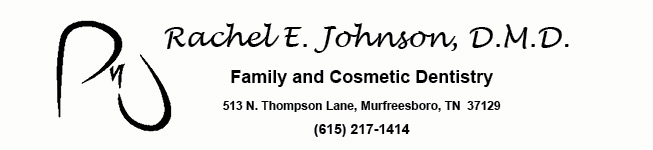 Rachel E. Johnson, D.M.D.
Family and Cosmetic Dentistry
513 N. Thompson Lane, Murfreesboro, TN  37129
(615) 217-1414